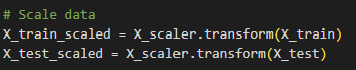 # Scale data
X_train_scaled = X_scaler.transform(X_train)
X_test_scaled = X_scaler.transform(X_test)